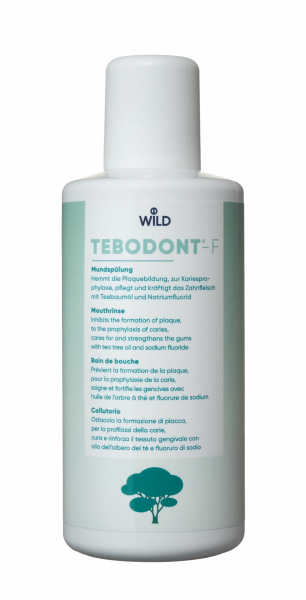 WILD
TEBODONT®-F
Mundspülung
Hemmt die Plaquebildung, zur Kariespro-
phylaxe, pflegt und kräftigt das Zahnfleisch
mit Teebaumöl und Natriumfluorid
Mouthrinse
Inhibits the formation of plaque,
to the prophylaxis of caries,
cares for and strengthens the gums
with tea tree oil and sodium fluoride
Bain de bouche
Prévient la formation de la plaque,
pour la prophylaxie de la carie,
soigne et fortifie les gencives avec
huile de l'arbre à thé et fluorure de sodium
Collutorio
Ostacola la formazione di placca,
per la profilassi della carie,
cura e rinforza il tessuto gengivale con
olio dell'albero del tè e fluoruro di sodio